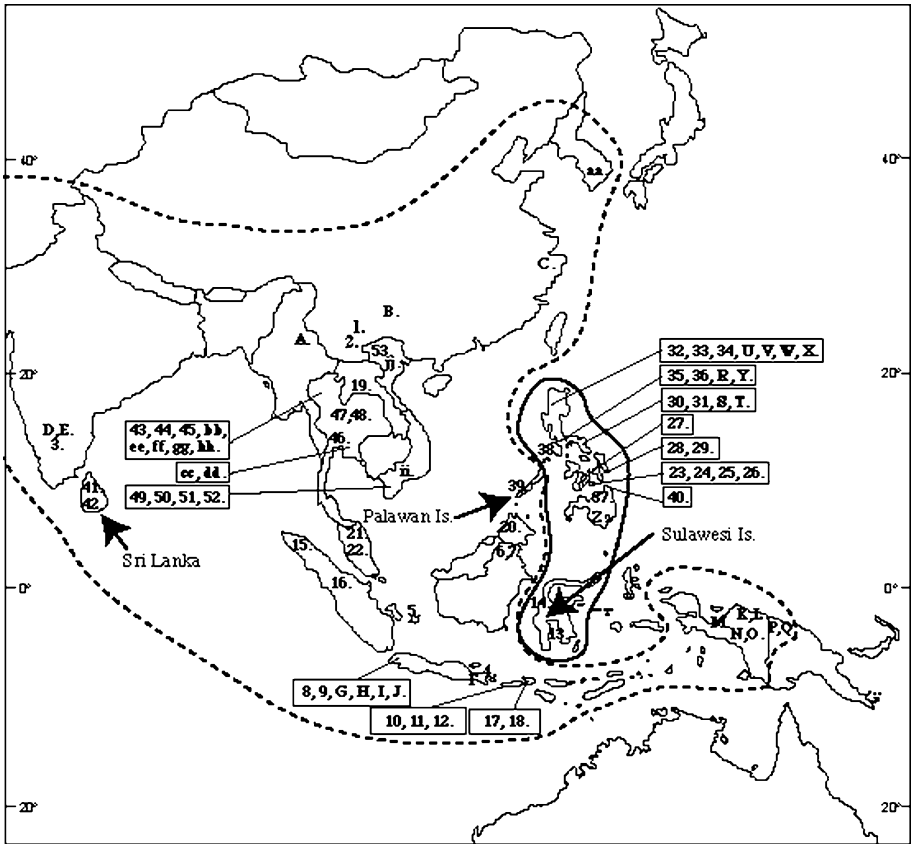 40°
40°
aa.
C.
B.
1.
2.
A.
53.
jj.
20°
20°
32, 33, 34, U, V, W, X.
35, 36, R, Y.
30, 31, S, T.
27.
28, 29.
23, 24, 25, 26.
40.
19.
47, 48.
46.
43, 44, 45, bb,
ee, ff, gg, hh.
cc, dd.
49, 50, 51, 52.
ii.
D, E.
3.
41.
42.
Sri Lanka
38.
39.
Palawan Is.
Z.
Sulawesi Is.
20.
21.
22.
15.
16.
5.
0°
0°
14.
13.
M.
K, L.
N, O.
P, Q.
4.
F.
8, 9, G, H, I, J.
10, 11, 12.
17, 18.
20°
20°